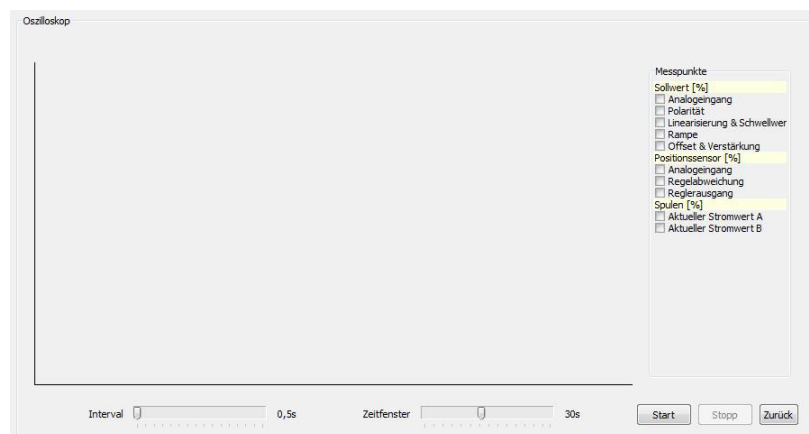 Oszilloskop
Messpunkte
Sollwert [%]
Analogeingang
Polarität
Linearisierung & Schwellwer
Rampe
Offset & Verstärkung
Positionssensor [%]
Analogeingang
Regelabweichung
Reglerausgang
Spulen [%]
Aktueller Stromwert A
Aktueller Stromwert B
Interval 0,5s Zeitfenster 30s Start Stopp Zurück